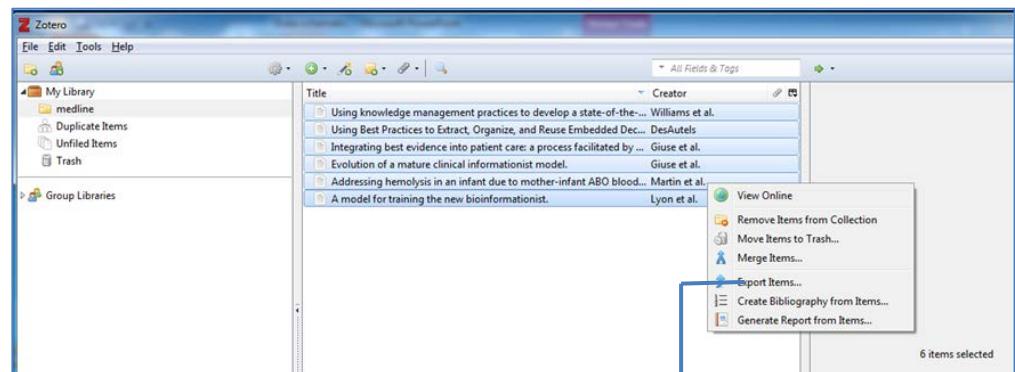 Zotero
File Edit Tools Help
All Fields & Tags
My Library
medline
Duplicate Items
Unfiled Items
Trash
Group Libraries
Title Creator
Using knowledge management practices to develop a state-of-the-... Williams et al.
Using Best Practices to Extract, Organize, and Reuse Embedded Dec... DesAutels
Integrating best evidence into patient care: a process facilitated by ... Giuse et al.
Evolution of a mature clinical informationist model. Giuse et al.
Addressing hemolysis in an infant due to mother-infant ABO blood... Martin et al.
A model for training the new bioinformationist. Lyon et al.
View Online
Remove Items from Collection
Move Items to Trash...
Merge Items...
Export Items...
Create Bibliography from Items...
Generate Report from Items...
6 items selected